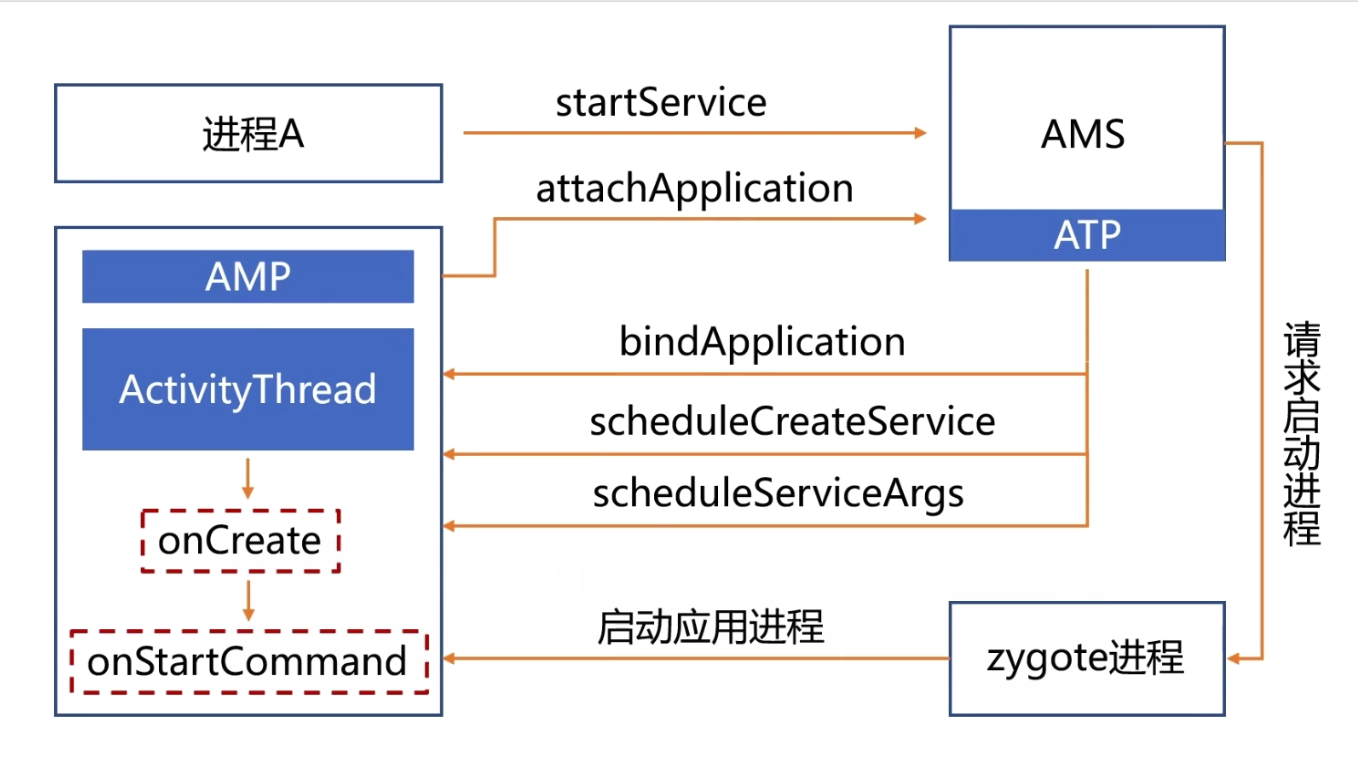 进程A
startService
AMS
attachApplication
ATP
AMP
bindApplication
ActivityThread
scheduleCreateService
scheduleServiceArgs
请求启动进程
onCreate
启动应用进程
onStartCommand
zygote进程